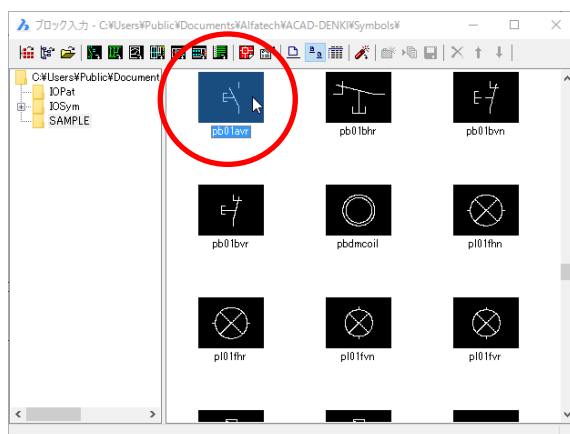 ブロック入力 - C:¥Users¥Public¥Documents¥Alfatech¥ACAD-DENKI¥Symbols¥
C:¥Users¥Public¥Document
IOPat
IOSym
SAMPLE
pb01avr
pb01bhr
pb01bvn
pb01bvr
pbdmcoil
pl01fhn
pl01fhr
pl01fvn
pl01fvr